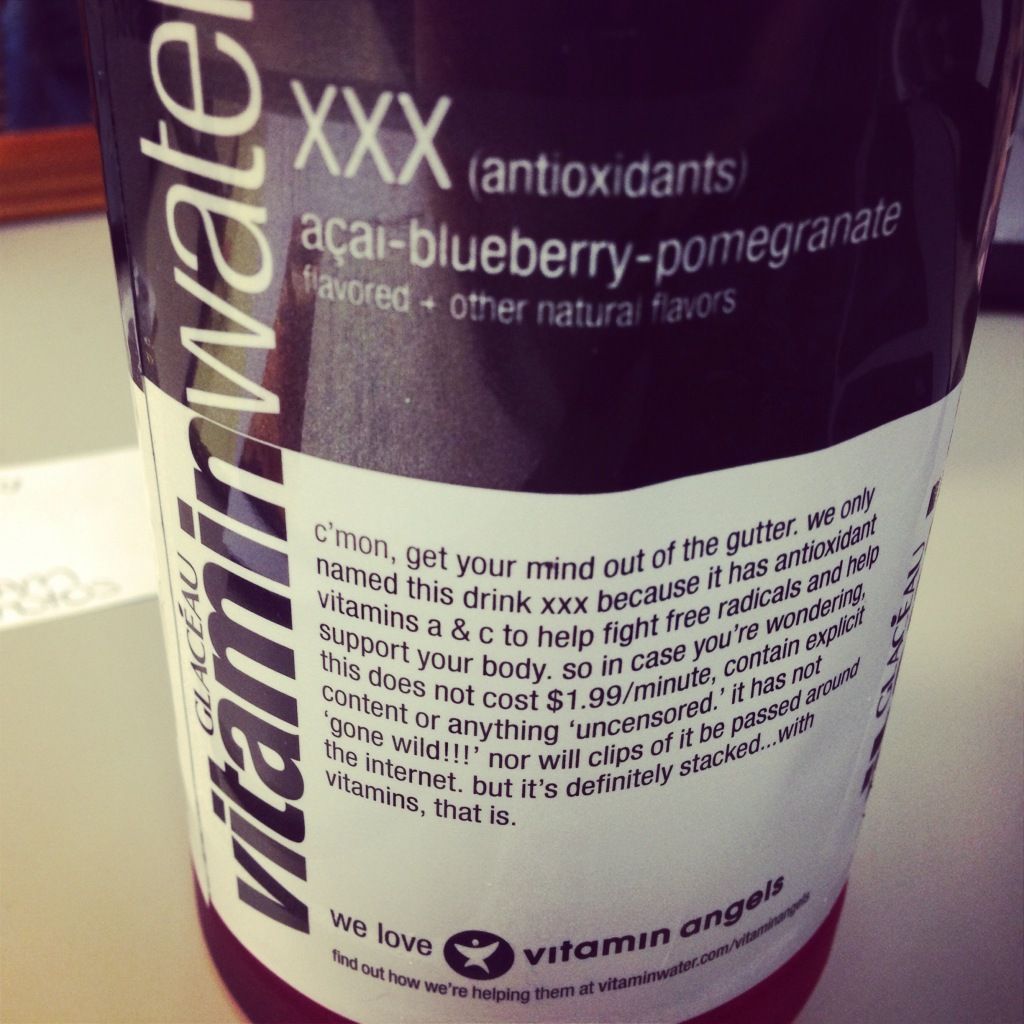 vitaminwater
GLACÉAU
xxx (antioxidants)
açai-blueberry-pomegranate
flavored + other natural flavors
c'mon, get your mind out of the gutter. we only
named this drink xxx because it has antioxidant
vitamins a & c to help fight free radicals and help
support your body. so in case you're wondering,
this does not cost $1.99/minute, contain explicit
content or anything 'uncensored.' it has not
'gone wild!!!' nor will clips of it be passed around
the internet. but it's definitely stacked...with
vitamins, that is.
we love vitamin angels
find out how we're helping them at vitaminwater.com/vitaminangels
GLACÉAU